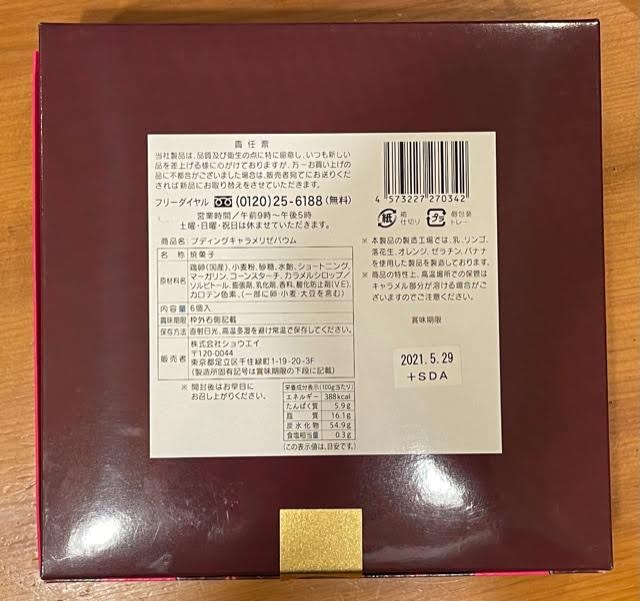 責任票
当社製品は、品質及び衛生の点に特に留意し、いつも新しい
品を差上げる様に心がけておりますが、万一お買い上げの
品に不都合がございました場合は、販売者宛てにお送りくだ
されば新品にお取り替えをさせていただきます。
フリーダイヤル (0120)25-6188(無料)
営業時間/午前9時〜午後5時
土曜・日曜・祝日は休ませていただきます。
商品名:プディングキャラメリゼバウム
名称 焼菓子
原材料名 鶏卵(国産)、小麦粉、砂糖、水飴、ショートニング、
マーガリン、コーンスターチ、カラメルシロップ/
ソルビトール、膨張剤、乳化剤、香料、酸化防止剤(V.E)、
カロテン色素、(一部に卵・小麦・大豆を含む)
内容量 6個入
賞味期限 枠外右側記載
保存方法 直射日光、高温多湿を避け常温で保存してください。
販売者 株式会社ショウエイ
〒120-0044
東京都足立区千住緑町1-19-20-3F
(製造所固有記号は賞味期限の下段に記載)
※開封後はお早目に
お召し上がりください。
栄養成分表示(100g当たり)
エネルギー 388kcal
たんぱく質 5.9g
脂質 16.1g
炭水化物 54.9g
食塩相当量 0.3g
(この表示値は、目安です。)
4 573227 270342
紙 箱 仕切り
プラ 個包装 トレー
※本製品の製造工場では、乳、リンゴ、
落花生、オレンジ、ゼラチン、バナナ
を使用した製品を製造しております。
※商品の特性上、高温場所での保管は
キャラメル部分が溶ける場合がござ
いますのでご注意ください。
賞味期限
2021.5.29
+SDA